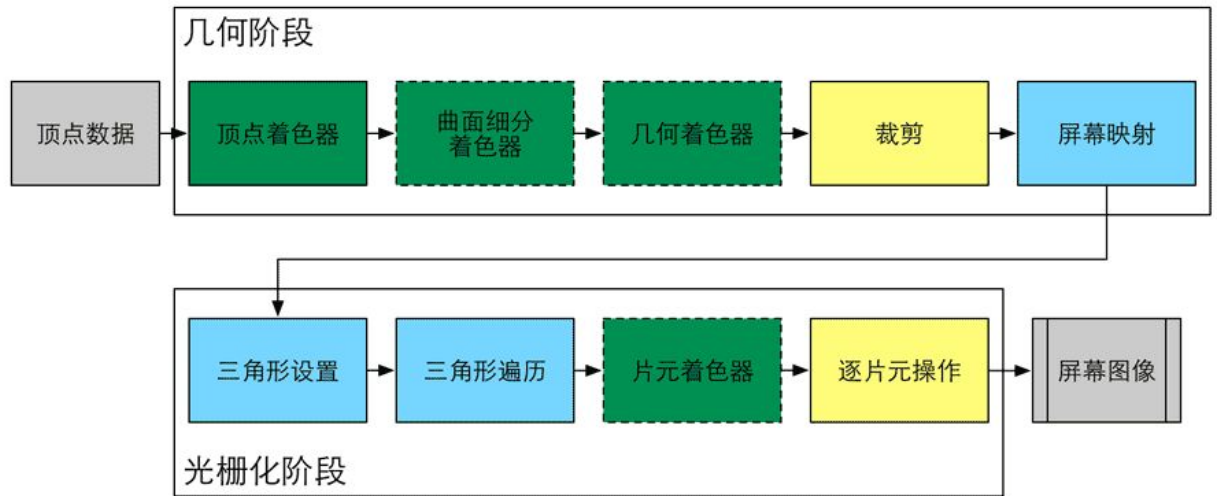 几何阶段
顶点数据
顶点着色器
曲面细分
着色器
几何着色器
裁剪
屏幕映射
三角形设置
三角形遍历
片元着色器
逐片元操作
屏幕图像
光栅化阶段